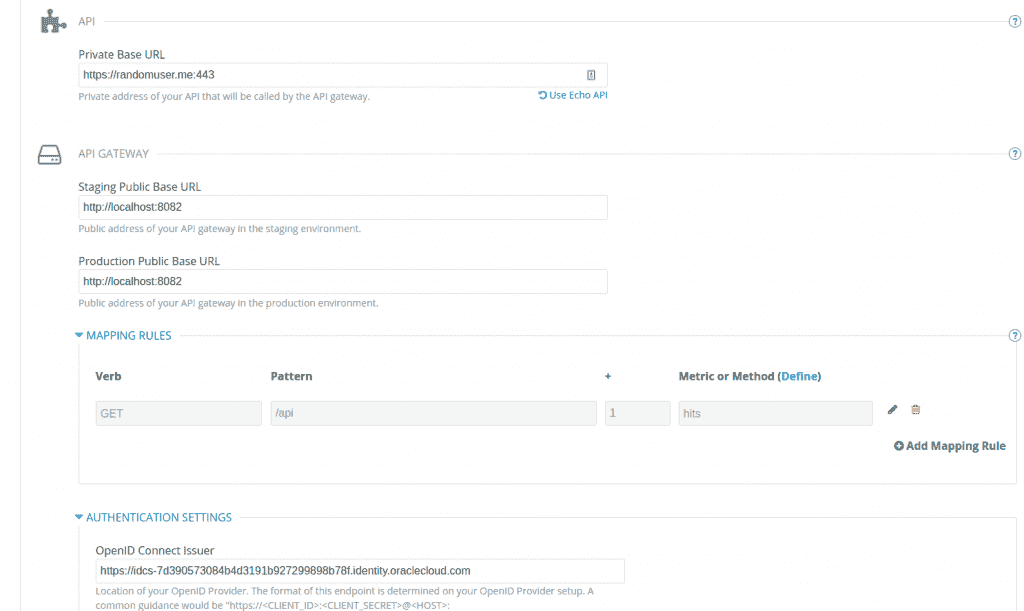 API
?
Private Base URL
https://randomuser.me:443
Private address of your API that will be called by the API gateway.
Use Echo API
API GATEWAY
?
Staging Public Base URL
http://localhost:8082
Public address of your API gateway in the staging environment.
Production Public Base URL
http://localhost:8082
Public address of your API gateway in the production environment.
MAPPING RULES
?
Verb Pattern + Metric or Method (Define)
GET /api 1 hits
Add Mapping Rule
AUTHENTICATION SETTINGS
OpenID Connect Issuer
https://idcs-7d390573084b4d3191b927299898b78f.identity.oraclecloud.com
Location of your OpenID Provider. The format of this endpoint is determined on your OpenID Provider setup. A
common guidance would be "https://<CLIENT_ID>:<CLIENT_SECRET>@<HOST>: